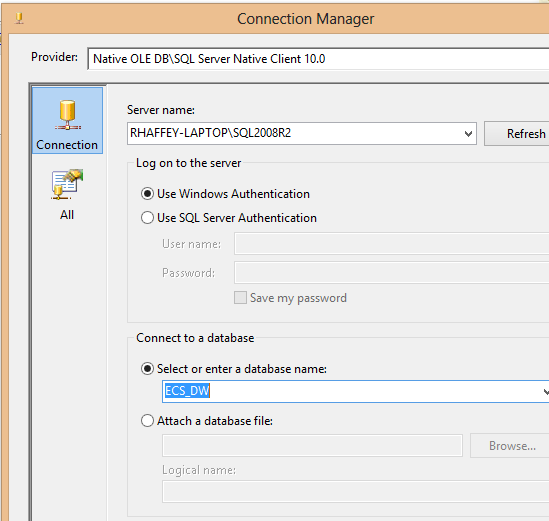 Connection Manager
Provider: Native OLE DB\SQL Server Native Client 10.0
Connection
All
Server name:
RHAFFEY-LAPTOP\SQL2008R2 Refresh
Log on to the server
Use Windows Authentication
Use SQL Server Authentication
User name:
Password:
Save my password
Connect to a database
Select or enter a database name:
ECS_DW
Attach a database file:
Browse...
Logical name: